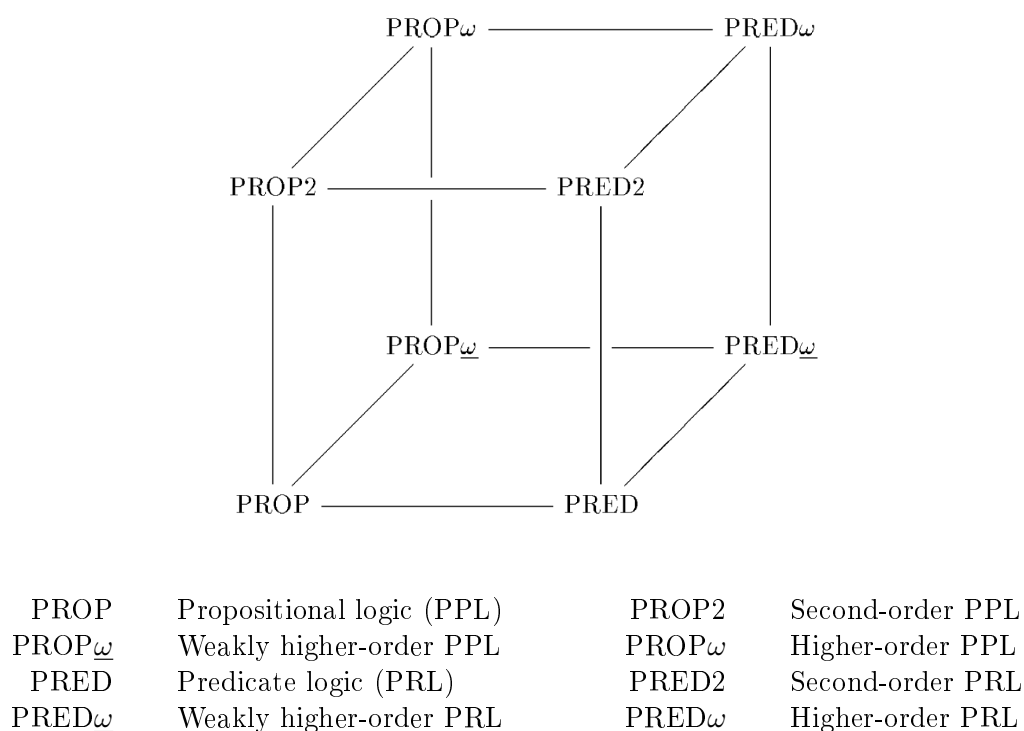 PROPω PREDω
PROP2 PRED2
PROPω̲ PREDω̲
PROP PRED
PROP Propositional logic (PPL) PROP2 Second-order PPL
PROPω̲ Weakly higher-order PPL PROPω Higher-order PPL
PRED Predicate logic (PRL) PRED2 Second-order PRL
PREDω̲ Weakly higher-order PRL PREDω Higher-order PRL